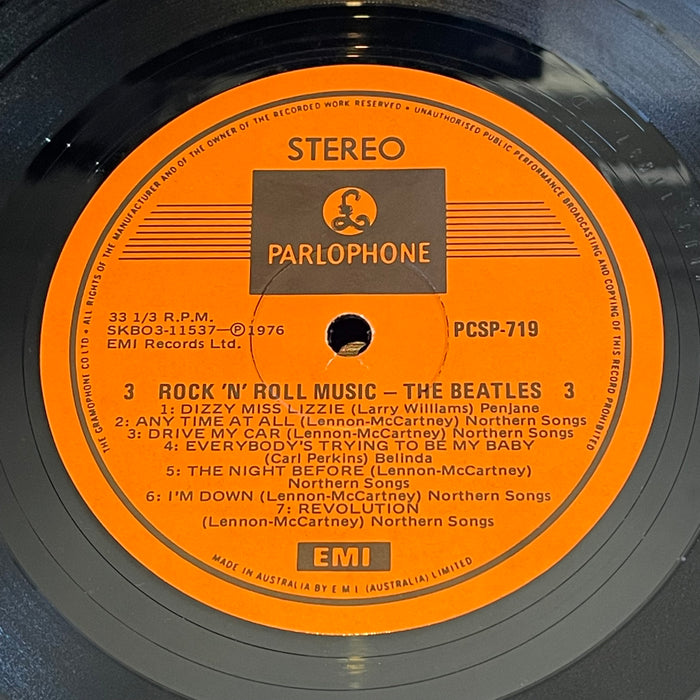 THE GRAMOPHONE CO LTD • ALL RIGHTS OF THE MANUFACTURER AND OF THE OWNER OF THE RECORDED WORK RESERVED • UNAUTHORISED PUBLIC PERFORMANCE BROADCASTING AND COPYING OF THIS RECORD PROHIBITED
STEREO
£
PARLOPHONE
33 1/3 R.P.M.
SKBO3-11537—Ⓟ1976
EMI Records Ltd.
PCSP-719
3 ROCK 'N' ROLL MUSIC – THE BEATLES 3
1: DIZZY MISS LIZZIE (Larry Williams) PenJane
2: ANY TIME AT ALL (Lennon-McCartney) Northern Songs
3: DRIVE MY CAR (Lennon-McCartney) Northern Songs
4: EVERYBODY'S TRYING TO BE MY BABY
(Carl Perkins) Belinda
5: THE NIGHT BEFORE (Lennon-McCartney)
Northern Songs
6: I'M DOWN (Lennon-McCartney) Northern Songs
7: REVOLUTION
(Lennon-McCartney) Northern Songs
EMI
MADE IN AUSTRALIA BY E M I (AUSTRALIA) LIMITED